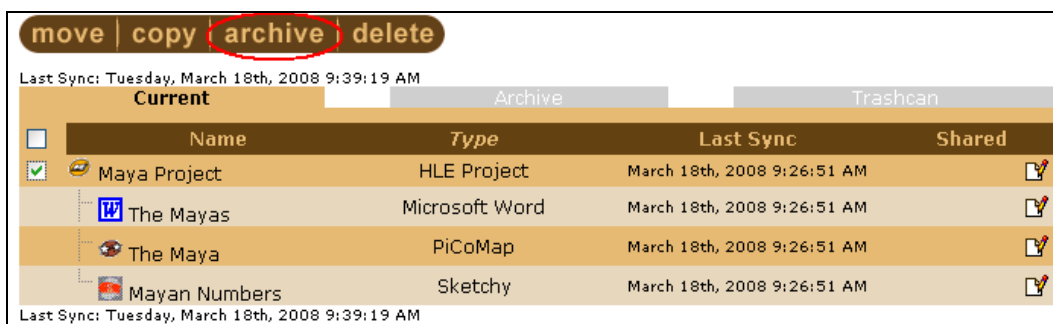 move copy archive delete
Last Sync: Tuesday, March 18th, 2008 9:39:19 AM
Current Archive Trashcan
Name Type Last Sync Shared
Maya Project HLE Project March 18th, 2008 9:26:51 AM
The Mayas Microsoft Word March 18th, 2008 9:26:51 AM
The Maya PiCoMap March 18th, 2008 9:26:51 AM
Mayan Numbers Sketchy March 18th, 2008 9:26:51 AM
Last Sync: Tuesday, March 18th, 2008 9:39:19 AM